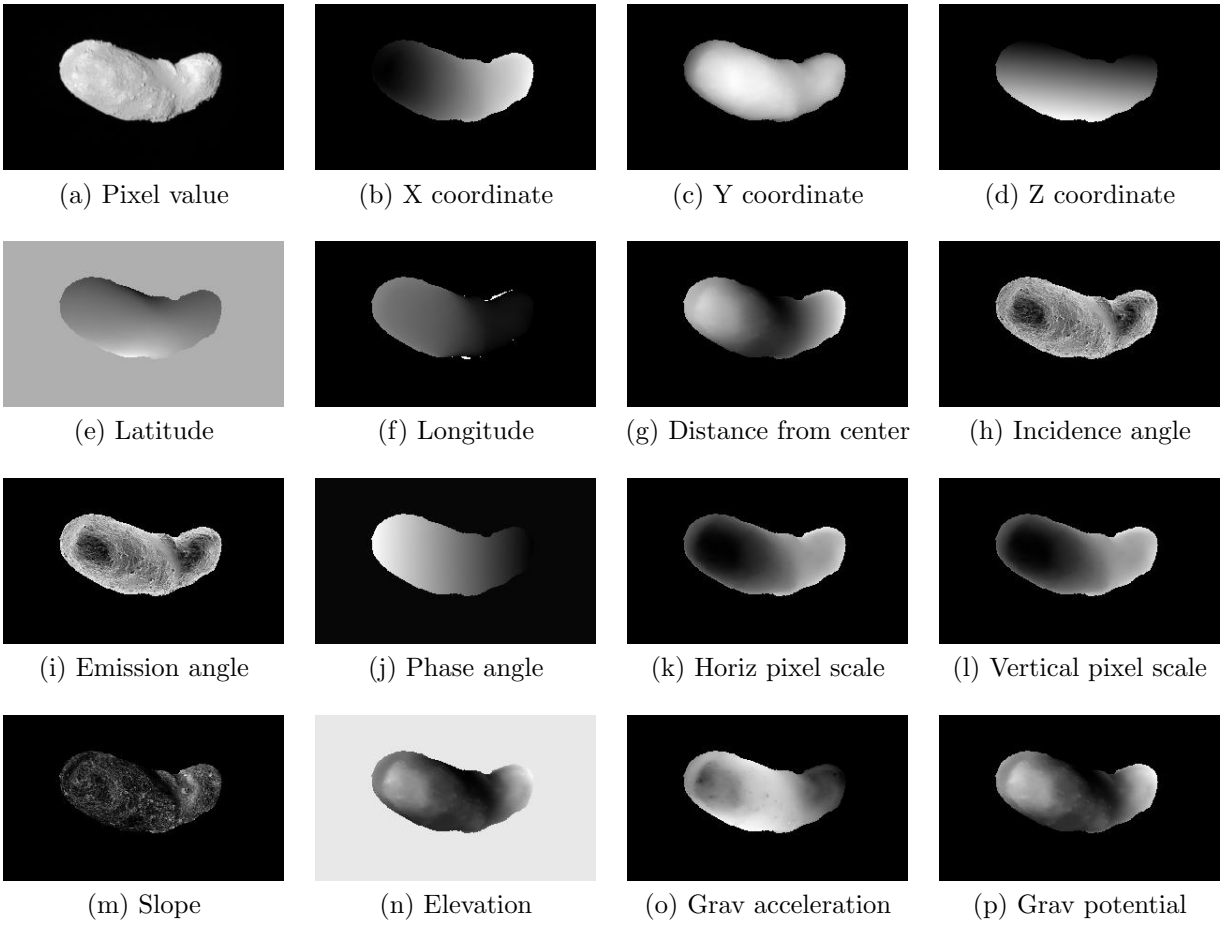 (a) Pixel value
(b) X coordinate
(c) Y coordinate
(d) Z coordinate
(e) Latitude
(f) Longitude
(g) Distance from center
(h) Incidence angle
(i) Emission angle
(j) Phase angle
(k) Horiz pixel scale
(l) Vertical pixel scale
(m) Slope
(n) Elevation
(o) Grav acceleration
(p) Grav potential